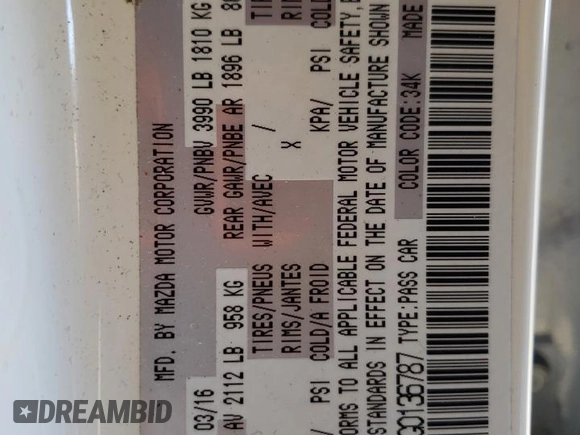 MFD. BY MAZDA MOTOR CORPORATION
03/16 GVWR/PNBV 3990 LB 1810 KG
AV 2112 LB 958 KG REAR GAWR/PNBE AR 1896 LB
TIRES/PNEUS WITH/AVEC /
RIMS/JANTES X
/ PSI COLD/A FROID KPA/ PSI COLD/
ORMS TO ALL APPLICABLE FEDERAL MOTOR VEHICLE SAFETY,
STANDARDS IN EFFECT ON THE DATE OF MANUFACTURE SHOWN
G0136787 TYPE:PASS CAR COLOR CODE:34K MADE
DREAMBID